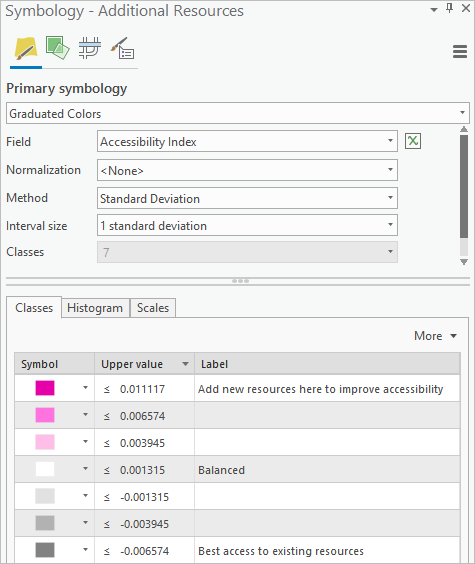 Symbology - Additional Resources
Primary symbology
Graduated Colors
Field Accessibility Index
Normalization <None>
Method Standard Deviation
Interval size 1 standard deviation
Classes 7
Classes Histogram Scales
More
Symbol Upper value Label
≤ 0.011117 Add new resources here to improve accessibility
≤ 0.006574
≤ 0.003945
≤ 0.001315 Balanced
≤ -0.001315
≤ -0.003945
≤ -0.006574 Best access to existing resources